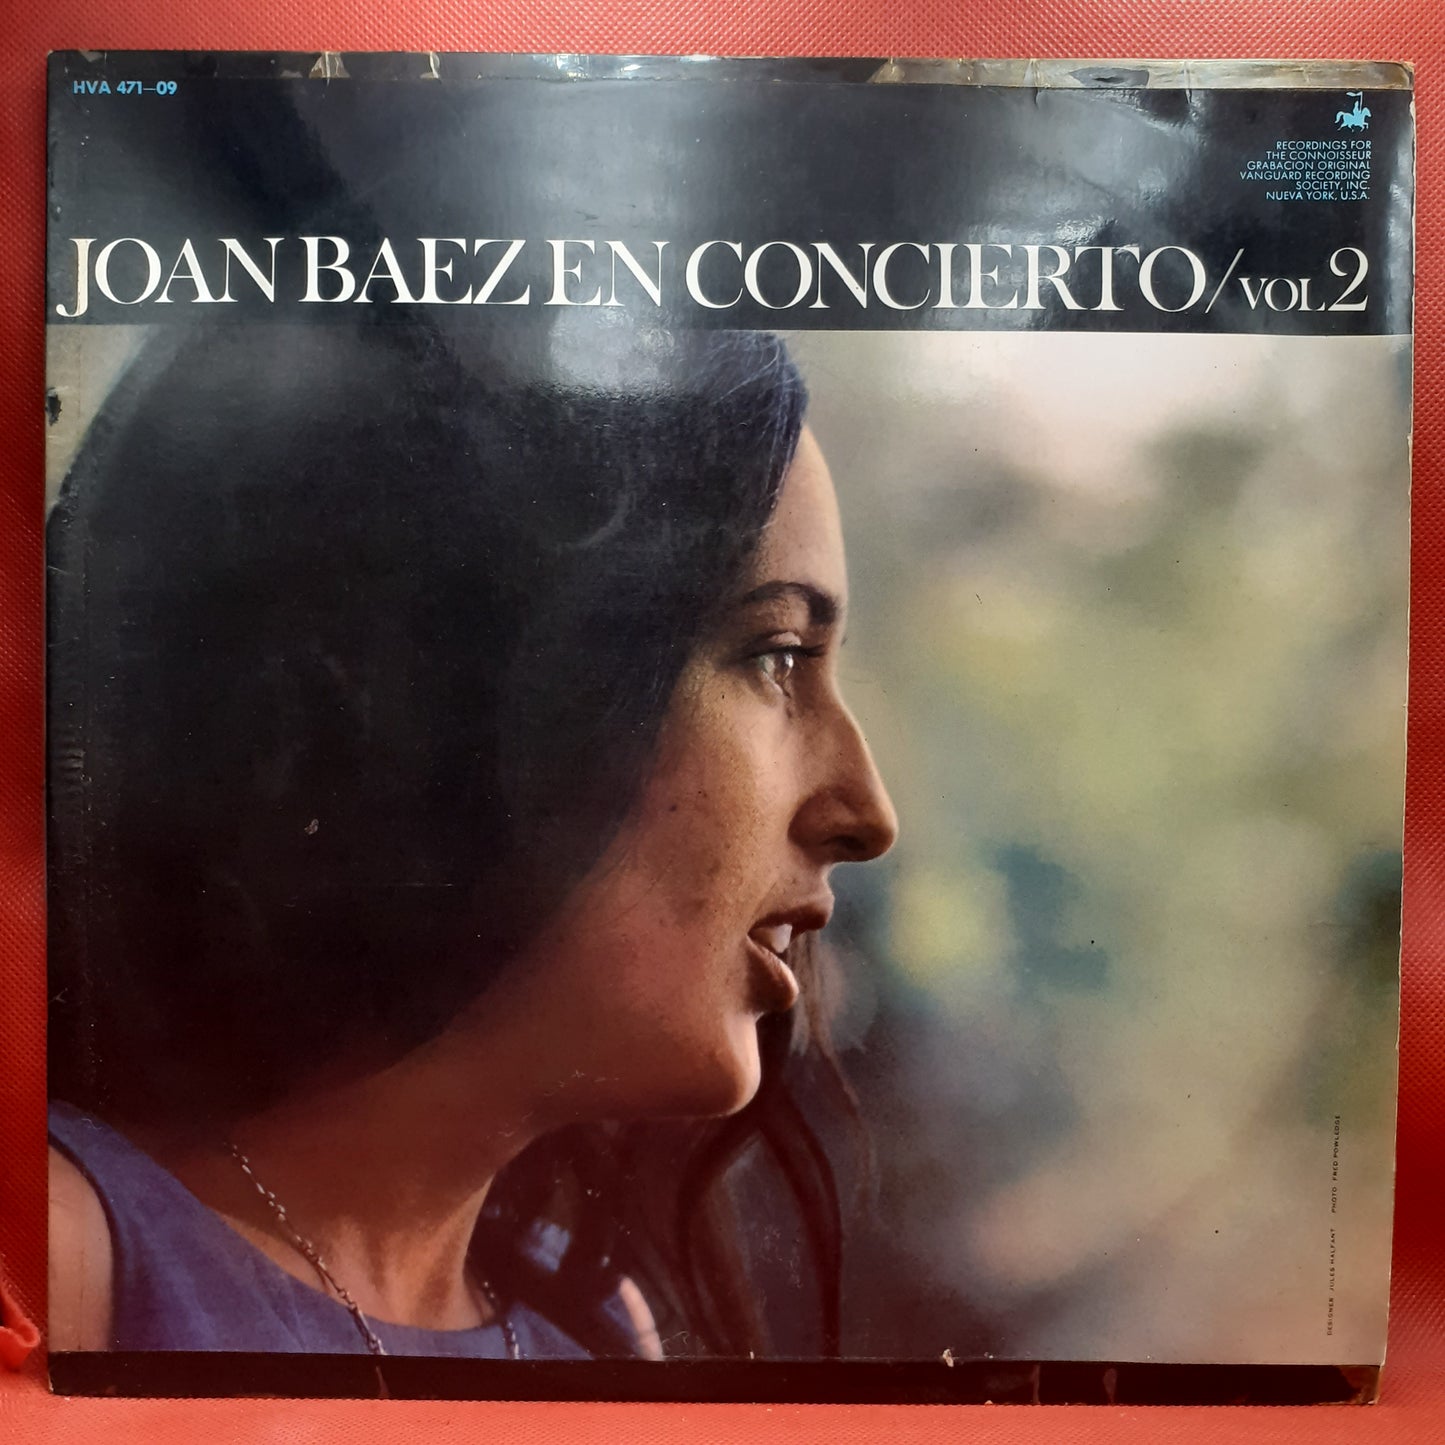 HVA 471—09
RECORDINGS FOR
THE CONNOISSEUR
GRABACION ORIGINAL
VANGUARD RECORDING
SOCIETY, INC.
NUEVA YORK, U.S.A.
JOAN BAEZ EN CONCIERTO/VOL 2
DESIGNER JULES HALFANT PHOTO FRED POWLEDGE